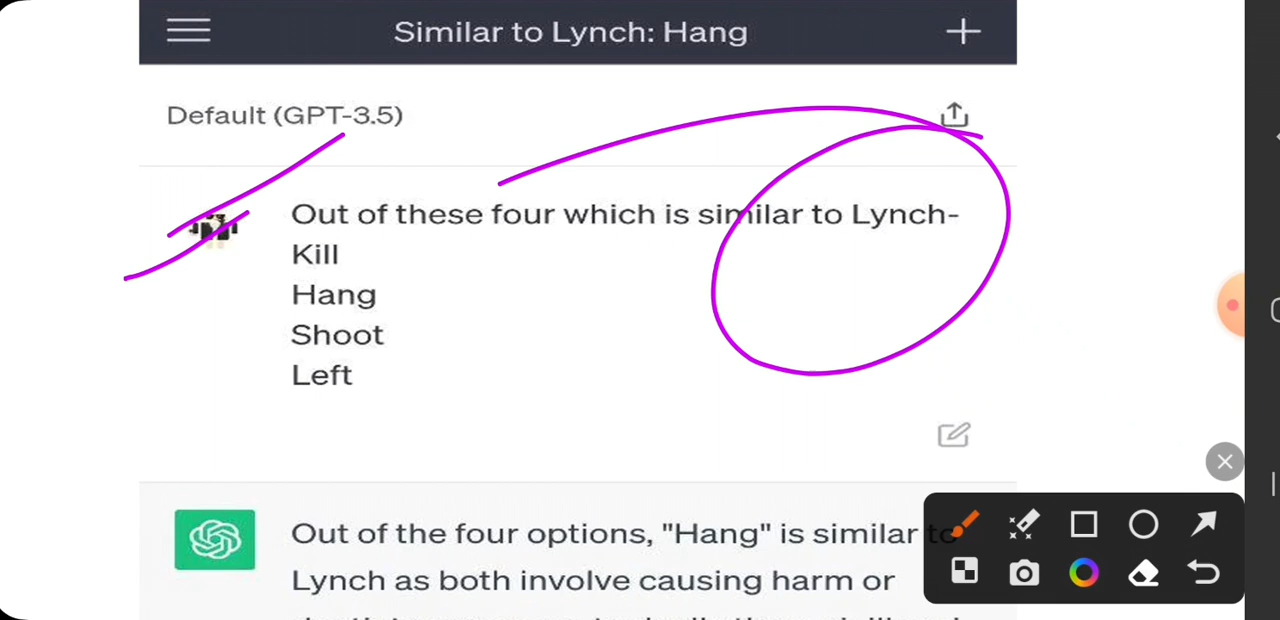 Similar to Lynch: Hang
Default (GPT-3.5)
Out of these four which is similar to Lynch-
Kill
Hang
Shoot
Left
Out of the four options, "Hang" is similar to
Lynch as both involve causing harm or